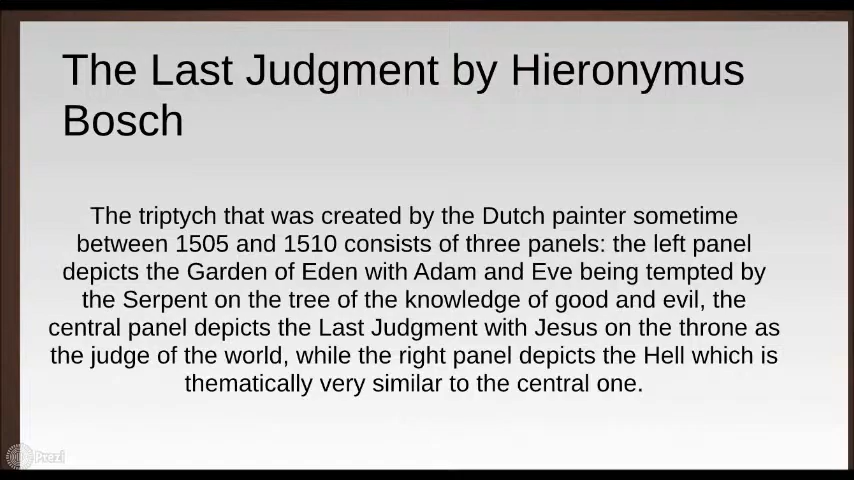 The Last Judgment by Hieronymus
Bosch
The triptych that was created by the Dutch painter sometime
between 1505 and 1510 consists of three panels: the left panel
depicts the Garden of Eden with Adam and Eve being tempted by
the Serpent on the tree of the knowledge of good and evil, the
central panel depicts the Last Judgment with Jesus on the throne as
the judge of the world, while the right panel depicts the Hell which is
thematically very similar to the central one.
Prezi